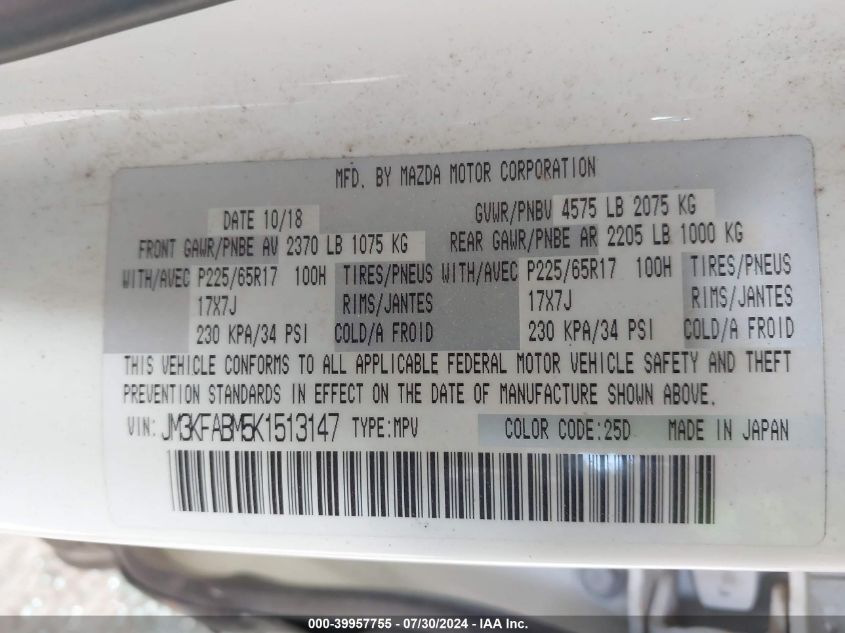 MFD. BY MAZDA MOTOR CORPORATION
DATE 10/18 GVWR/PNBV 4575 LB 2075 KG
FRONT GAWR/PNBE AV 2370 LB 1075 KG REAR GAWR/PNBE AR 2205 LB 1000 KG
WITH/AVEC P225/65R17 100H TIRES/PNEUS WITH/AVEC P225/65R17 100H TIRES/PNEUS
17X7J RIMS/JANTES 17X7J RIMS/JANTES
230 KPA/34 PSI COLD/A FROID 230 KPA/34 PSI COLD/A FROID
THIS VEHICLE CONFORMS TO ALL APPLICABLE FEDERAL MOTOR VEHICLE SAFETY AND THEFT
PREVENTION STANDARDS IN EFFECT ON THE DATE OF MANUFACTURE SHOWN ABOVE.
VIN: JM3KFABM5K1513147 TYPE:MPV COLOR CODE:25D MADE IN JAPAN
000-39957755 - 07/30/2024 - IAAI Inc.